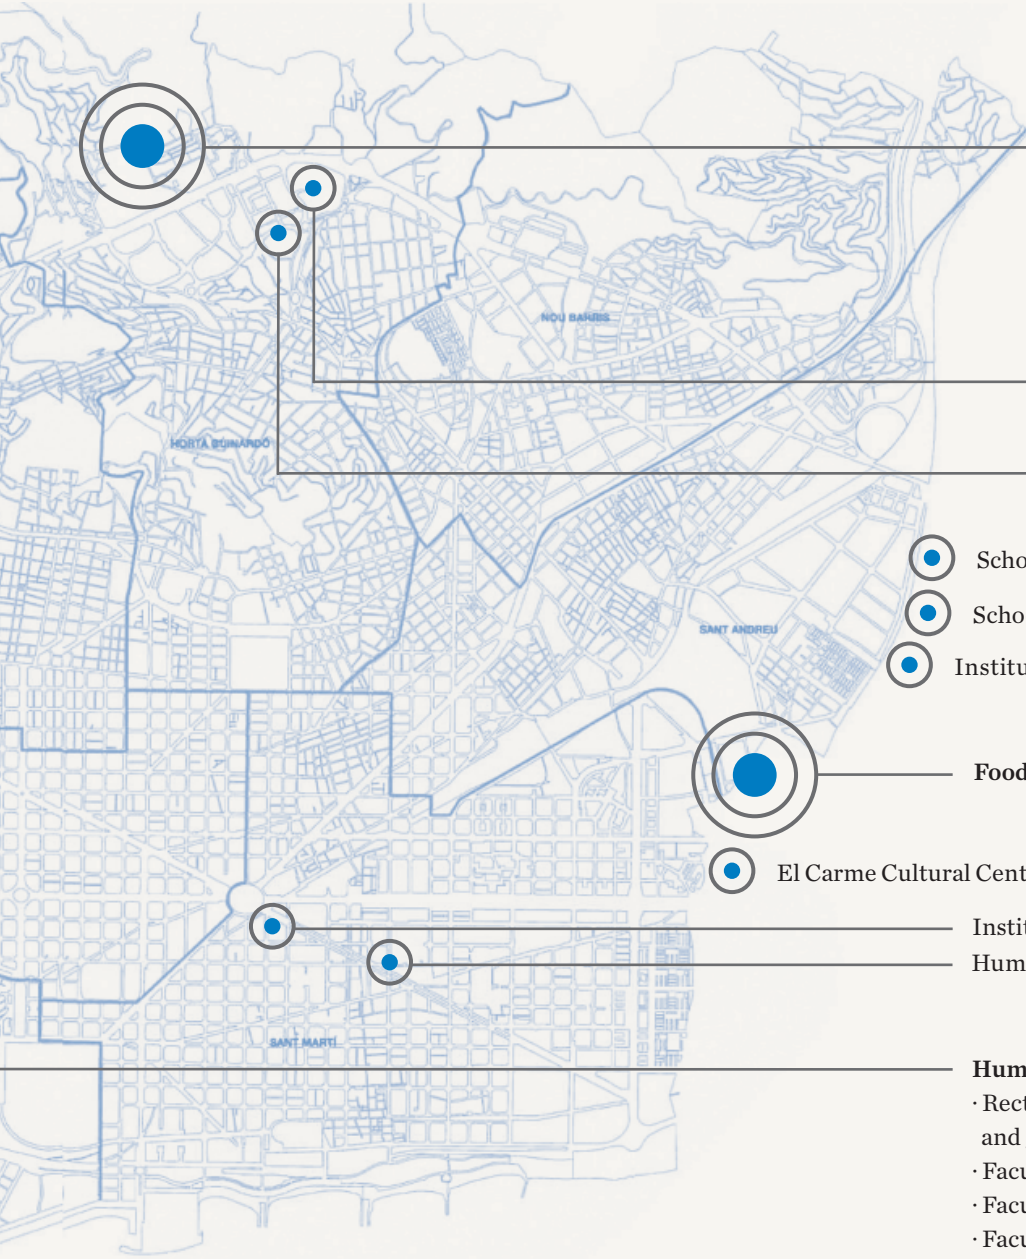 NOU BARRIS
HORTA GUINARDÓ
Scho
Scho
SANT ANDREU
Institu
Food
El Carme Cultural Cent
Instit
Hum
SANT MARTÍ
Hum
· Rect
and
· Facu
· Facu
· Facu